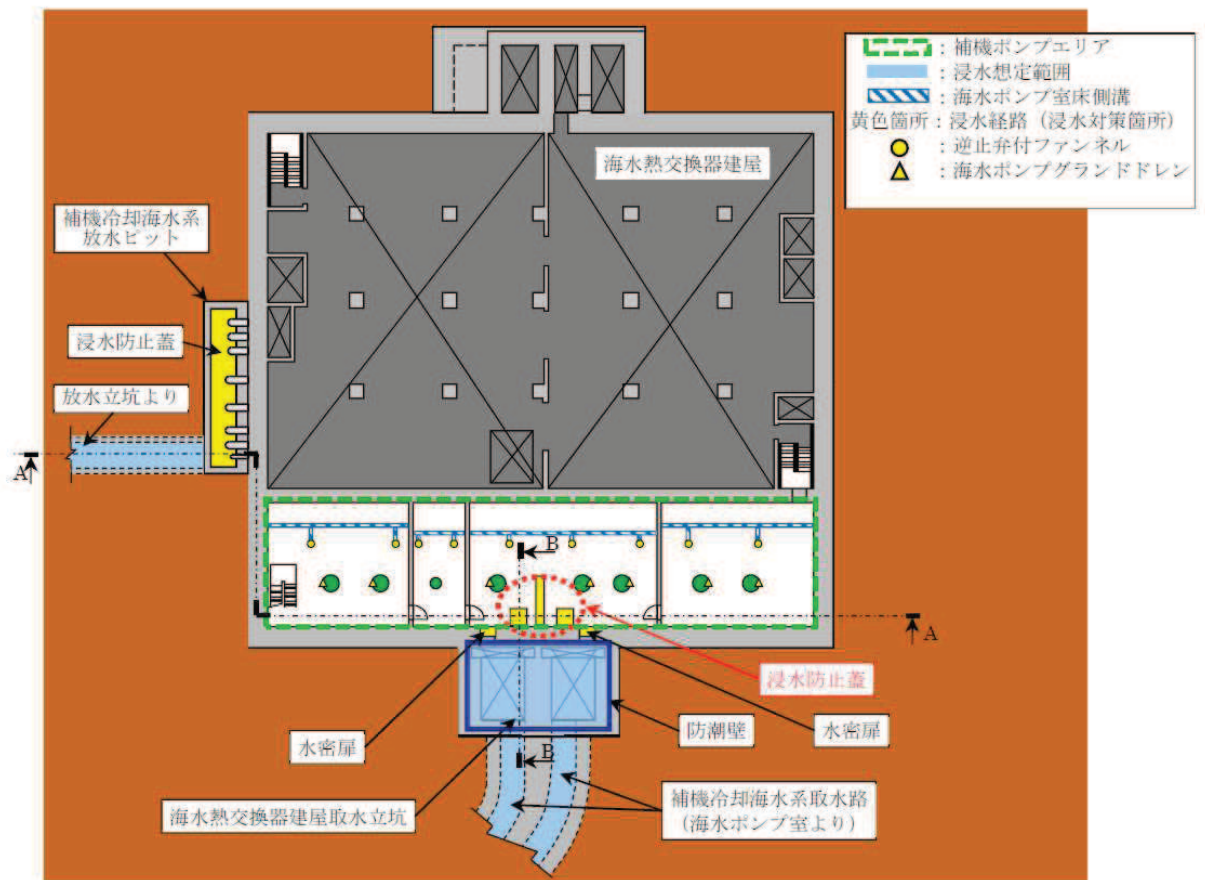 ：補機ポンプエリア
：浸水想定範囲
：海水ポンプ室床側溝
黄色箇所：浸水経路（浸水対策箇所）
：逆止弁付ファンネル
：海水ポンプグランドドレン
海水熱交換器建屋
補機冷却海水系
放水ピット
浸水防止蓋
放水立坑より
A
B
A
浸水防止蓋
水密扉
防潮壁
水密扉
B
海水熱交換器建屋取水立坑
補機冷却海水系取水路
（海水ポンプ室より）